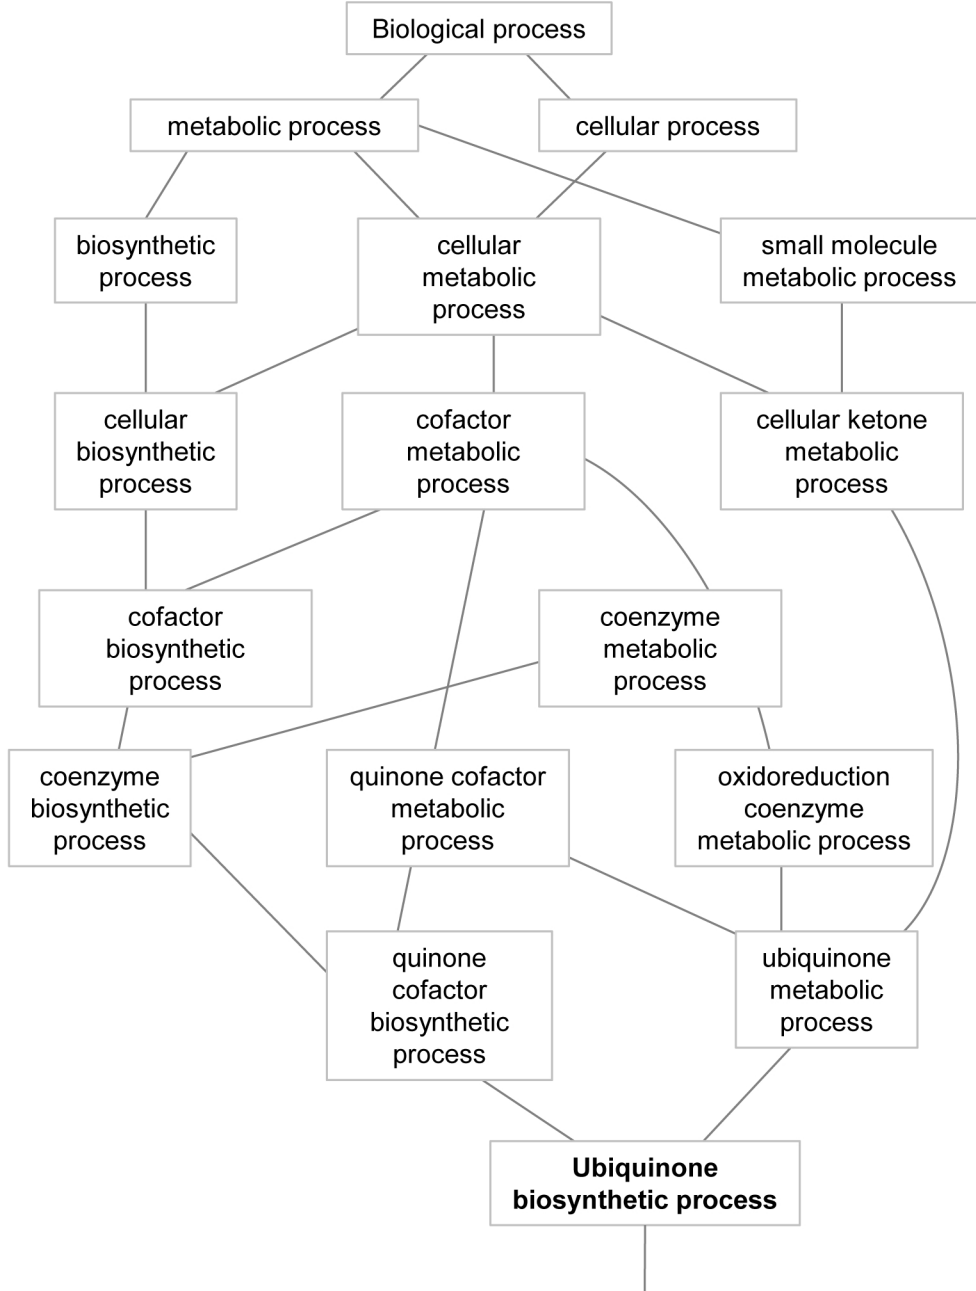 Biological process
metabolic process
cellular process
biosynthetic
process
cellular
metabolic
process
small molecule
metabolic process
cellular
biosynthetic
process
cofactor
metabolic
process
cellular ketone
metabolic
process
cofactor
biosynthetic
process
coenzyme
metabolic
process
coenzyme
biosynthetic
process
quinone cofactor
metabolic
process
oxidoreduction
coenzyme
metabolic process
quinone
cofactor
biosynthetic
process
ubiquinone
metabolic
process
Ubiquinone
biosynthetic process